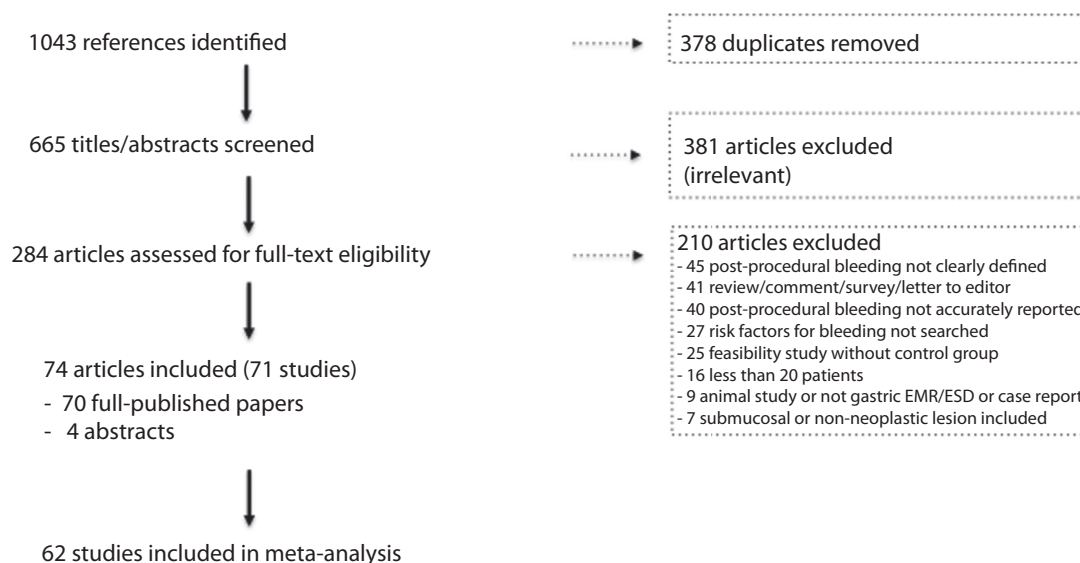 1043 references identified
378 duplicates removed
665 titles/abstracts screened
381 articles excluded
(irrelevant)
284 articles assessed for full-text eligibility
210 articles excluded
- 45 post-procedural bleeding not clearly defined
- 41 review/comment/survey/letter to editor
- 40 post-procedural bleeding not accurately reported
- 27 risk factors for bleeding not searched
- 25 feasibility study without control group
- 16 less than 20 patients
- 9 animal study or not gastric EMR/ESD or case report
- 7 submucosal or non-neoplastic lesion included
74 articles included (71 studies)
- 70 full-published papers
- 4 abstracts
62 studies included in meta-analysis